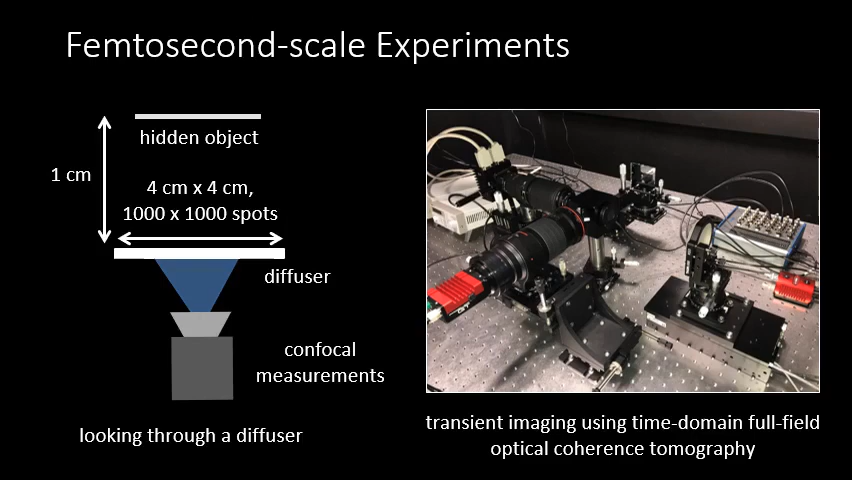 Femtosecond-scale Experiments
hidden object
1 cm
4 cm x 4 cm,
1000 x 1000 spots
diffuser
confocal
measurements
looking through a diffuser
transient imaging using time-domain full-field
optical coherence tomography